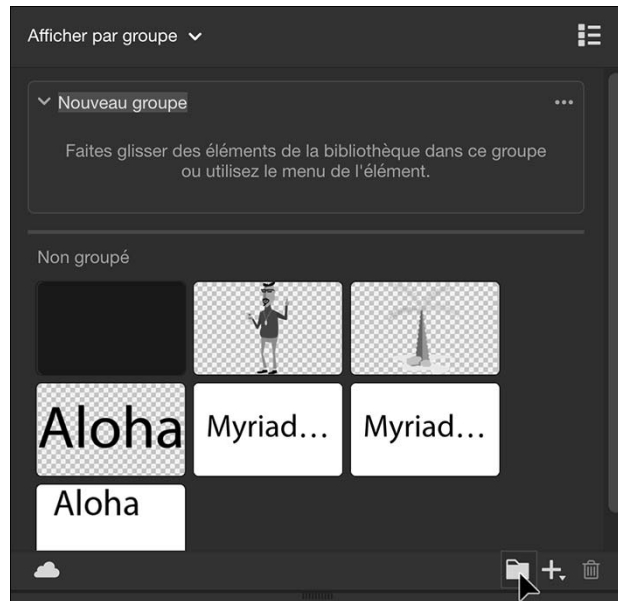 Afficher par groupe
Nouveau groupe
Faites glisser des éléments de la bibliothèque dans ce groupe
ou utilisez le menu de l'élément.
Non groupé
Aloha
Myriad...
Myriad...
Aloha